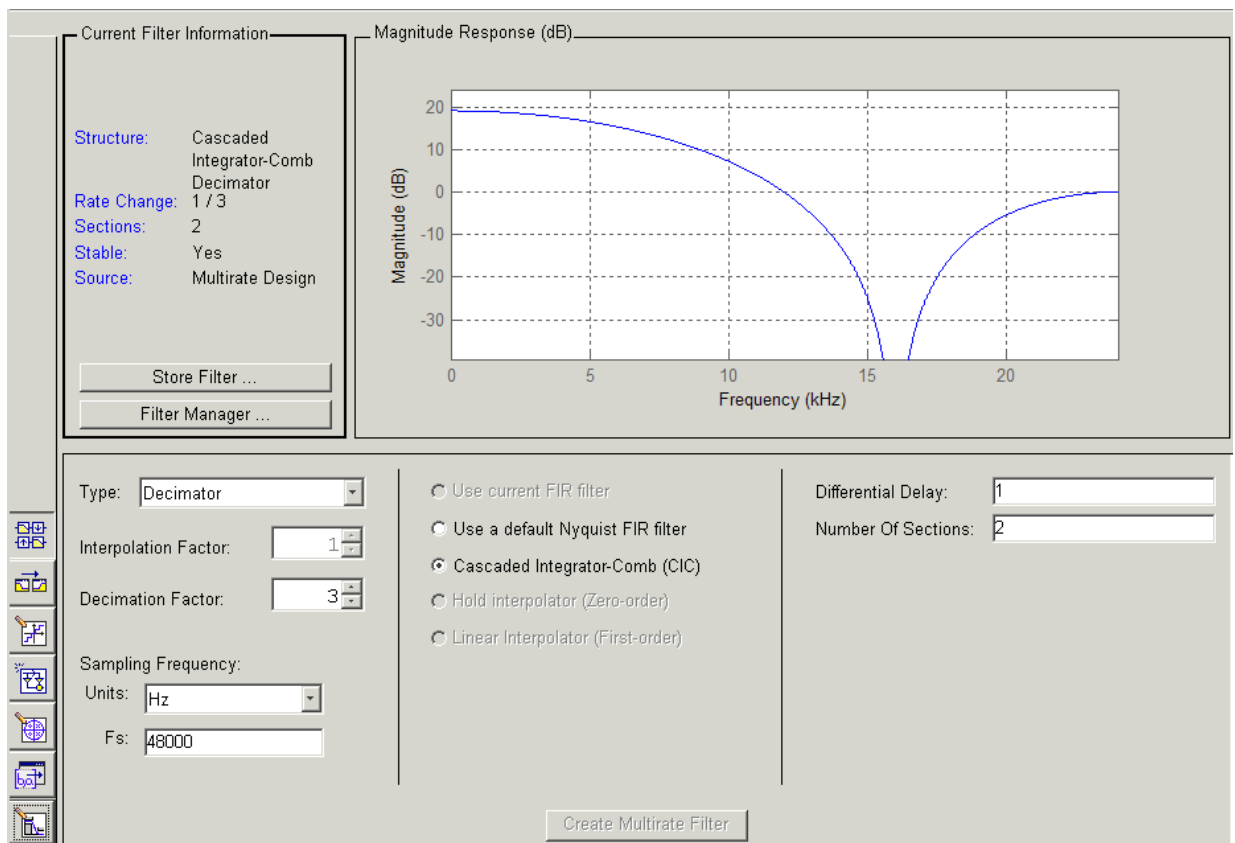 Current Filter Information
Structure: Cascaded
Integrator-Comb
Decimator
Rate Change: 1 / 3
Sections: 2
Stable: Yes
Source: Multirate Design
Store Filter ...
Filter Manager ...
Magnitude Response (dB)
20
10
0
-10
-20
-30
Magnitude (dB)
0 5 10 15 20
Frequency (kHz)
Type: Decimator
Interpolation Factor: 1
Decimation Factor: 3
Sampling Frequency:
Units: Hz
Fs: 48000
Use current FIR filter
Use a default Nyquist FIR filter
Cascaded Integrator-Comb (CIC)
Hold interpolator (Zero-order)
Linear Interpolator (First-order)
Differential Delay: 1
Number Of Sections: 2
Create Multirate Filter
[b,a]